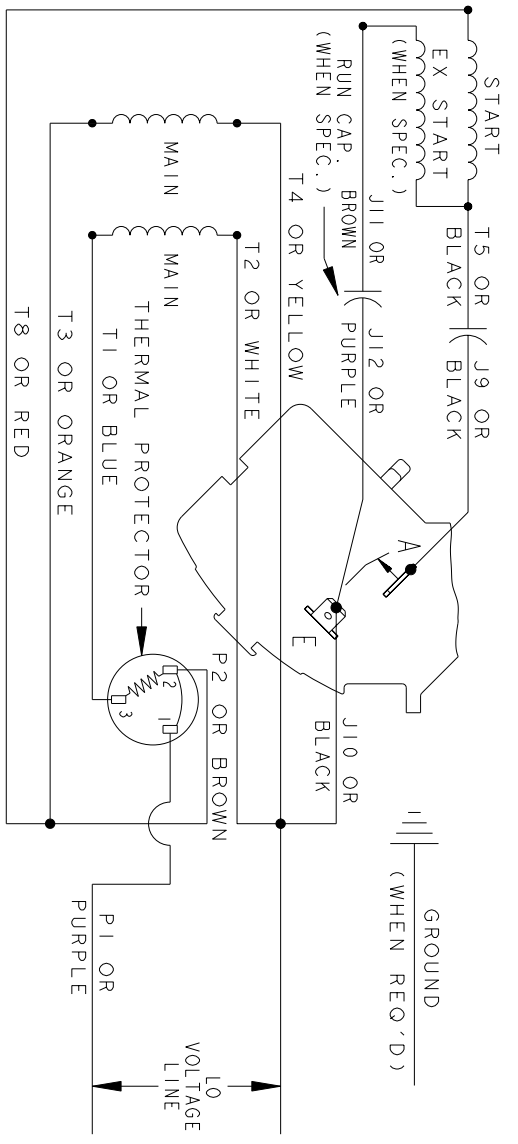 START
EX START
(WHEN SPEC.)
RUN CAP.
(WHEN SPEC.)
T5 OR
BLACK
J9 OR
BLACK
J11 OR
BROWN
J12 OR
PURPLE
A
E
J10 OR
BLACK
GROUND
(WHEN REQ'D)
MAIN
MAIN
T4 OR YELLOW
T2 OR WHITE
THERMAL PROTECTOR
T1 OR BLUE
T3 OR ORANGE
T8 OR RED
2
1
3
P2 OR BROWN
P1 OR
PURPLE
LO
VOLTAGE
LINE